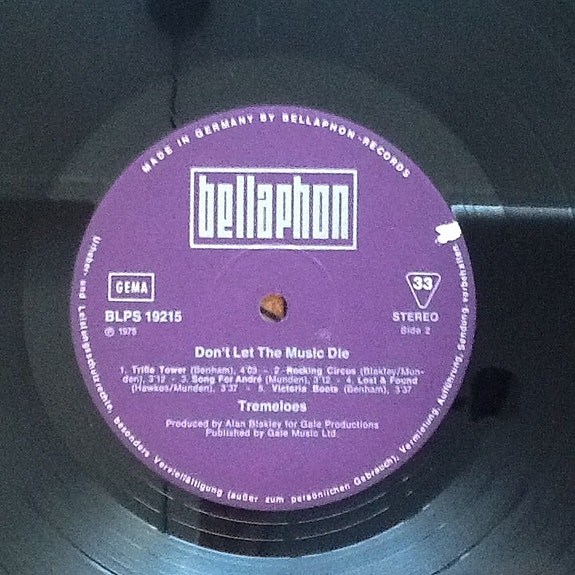 MADE IN GERMANY BY BELLAPHON-RECORDS
bellaphon
GEMA
33
BLPS 19215
STEREO
℗ 1975
Side 2
Don't Let The Music Die
1. Trifle Tower (Benham), 4'03 - 2. Rocking Circus (Blakley/Mun-
den), 3'12 - 3. Song For André (Munden), 3'12 - 4. Lost & Found
(Hawkes/Munden), 3'37 - 5. Victoria Boots (Benham), 3'37
Tremeloes
Produced by Alan Blakley for Gale Productions
Published by Gale Music Ltd.
Urheber- und Leistungsschutzrechte, besonders Vervielfältigung (außer zum persönlichen Gebrauch), Vermietung, Aufführung, Sendung, vorbehalten